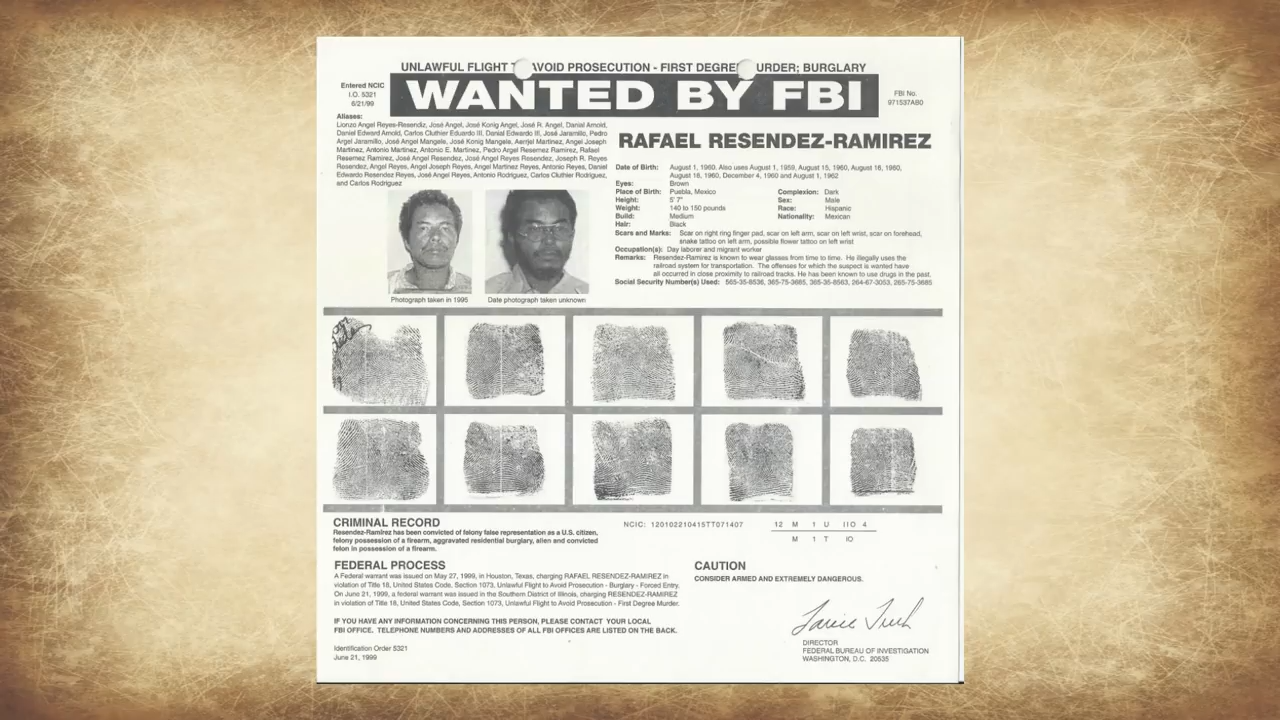 UNLAWFUL FLIGHT T AVOID PROSECUTION - FIRST DEGRE URDER; BURGLARY
Entered NCIC
I.O. 5321
6/21/99
WANTED BY FBI
FBI No.
971537AB0
Aliases:
Lionzo Angel Reyes-Resendiz, José Angel, José Konig Angel, José R. Angel, Danial Arnold,
Daniel Edward Arnold, Carlos Cluthier Eduardo III, Danial Edwardo III, José Jaramillo, Pedro
Argel Jaramillo, José Angel Mangele, José Konig Mangele, Martinez, Angel Joseph
Martinez, Antonio Martinez, Antonio E. Martinez, Pedro Angel Resemez Ramirez, Rafael
Resemez Ramirez, José Angel Resendez, José Angel Reyes Resendez, Joseph R. Reyes
Resendez, Angel Reyes, Angel Joseph Reyes, Angel Martinez Reyes, Antonio Reyes, Daniel
Edwardo Resendez Reyes, José Angel Reyes, Antonio Rodriguez, Carlos Cluthier Rodriguez,
and Carlos Rodriguez
RAFAEL RESENDEZ-RAMIREZ
Date of Birth: August 1, 1960. Also uses August 1, 1959, August 15, 1960, August 16, 1960,
August 18, 1960, December 4, 1960 and August 1, 1962
Eyes: Brown
Place of Birth: Puebla, Mexico Complexion: Dark
Height: 5' 7" Sex: Male
Weight: 140 to 150 pounds Race: Hispanic
Build: Medium Nationality: Mexican
Hair: Black
Scars and Marks: Scar on right ring finger pad, scar on left arm, scar on left wrist, scar on forehead,
snake tattoo on left arm, possible flower tattoo on left wrist
Occupation(s): Day laborer and migrant worker
Remarks: Resendez-Ramirez is known to wear glasses from time to time. He illegally uses the
railroad system for transportation. The offenses for which the suspect is wanted have
all occurred in close proximity to railroad tracks. He has been known to use drugs in the past.
Social Security Number(s) Used: 585-35-8536, 365-75-3685, 365-35-8563, 264-67-3053, 265-75-3685
Photograph taken in 1995
Date photograph taken unknown
CRIMINAL RECORD
Resendez-Ramirez has been convicted of felony false representation as a U.S. citizen,
felony possession of a firearm, aggravated residential burglary, alien and convicted
felon in possession of a firearm.
NCIC: 120102210415TT071407
12 M 1 U IIO 4
M 1 T IO
FEDERAL PROCESS
A Federal warrant was issued on May 27, 1999, in Houston, Texas, charging RAFAEL RESENDEZ-RAMIREZ in
violation of Title 18, United States Code, Section 1073, Unlawful Flight to Avoid Prosecution - Burglary - Forced Entry.
On June 21, 1999, a federal warrant was issued in the Southern District of Illinois, charging RESENDEZ-RAMIREZ
in violation of Title 18, United States Code, Section 1073, Unlawful Flight to Avoid Prosecution - First Degree Murder.
CAUTION
CONSIDER ARMED AND EXTREMELY DANGEROUS.
IF YOU HAVE ANY INFORMATION CONCERNING THIS PERSON, PLEASE CONTACT YOUR LOCAL
FBI OFFICE. TELEPHONE NUMBERS AND ADDRESSES OF ALL FBI OFFICES ARE LISTED ON THE BACK.
Identification Order 5321
June 21, 1999
DIRECTOR
FEDERAL BUREAU OF INVESTIGATION
WASHINGTON, D.C. 20535